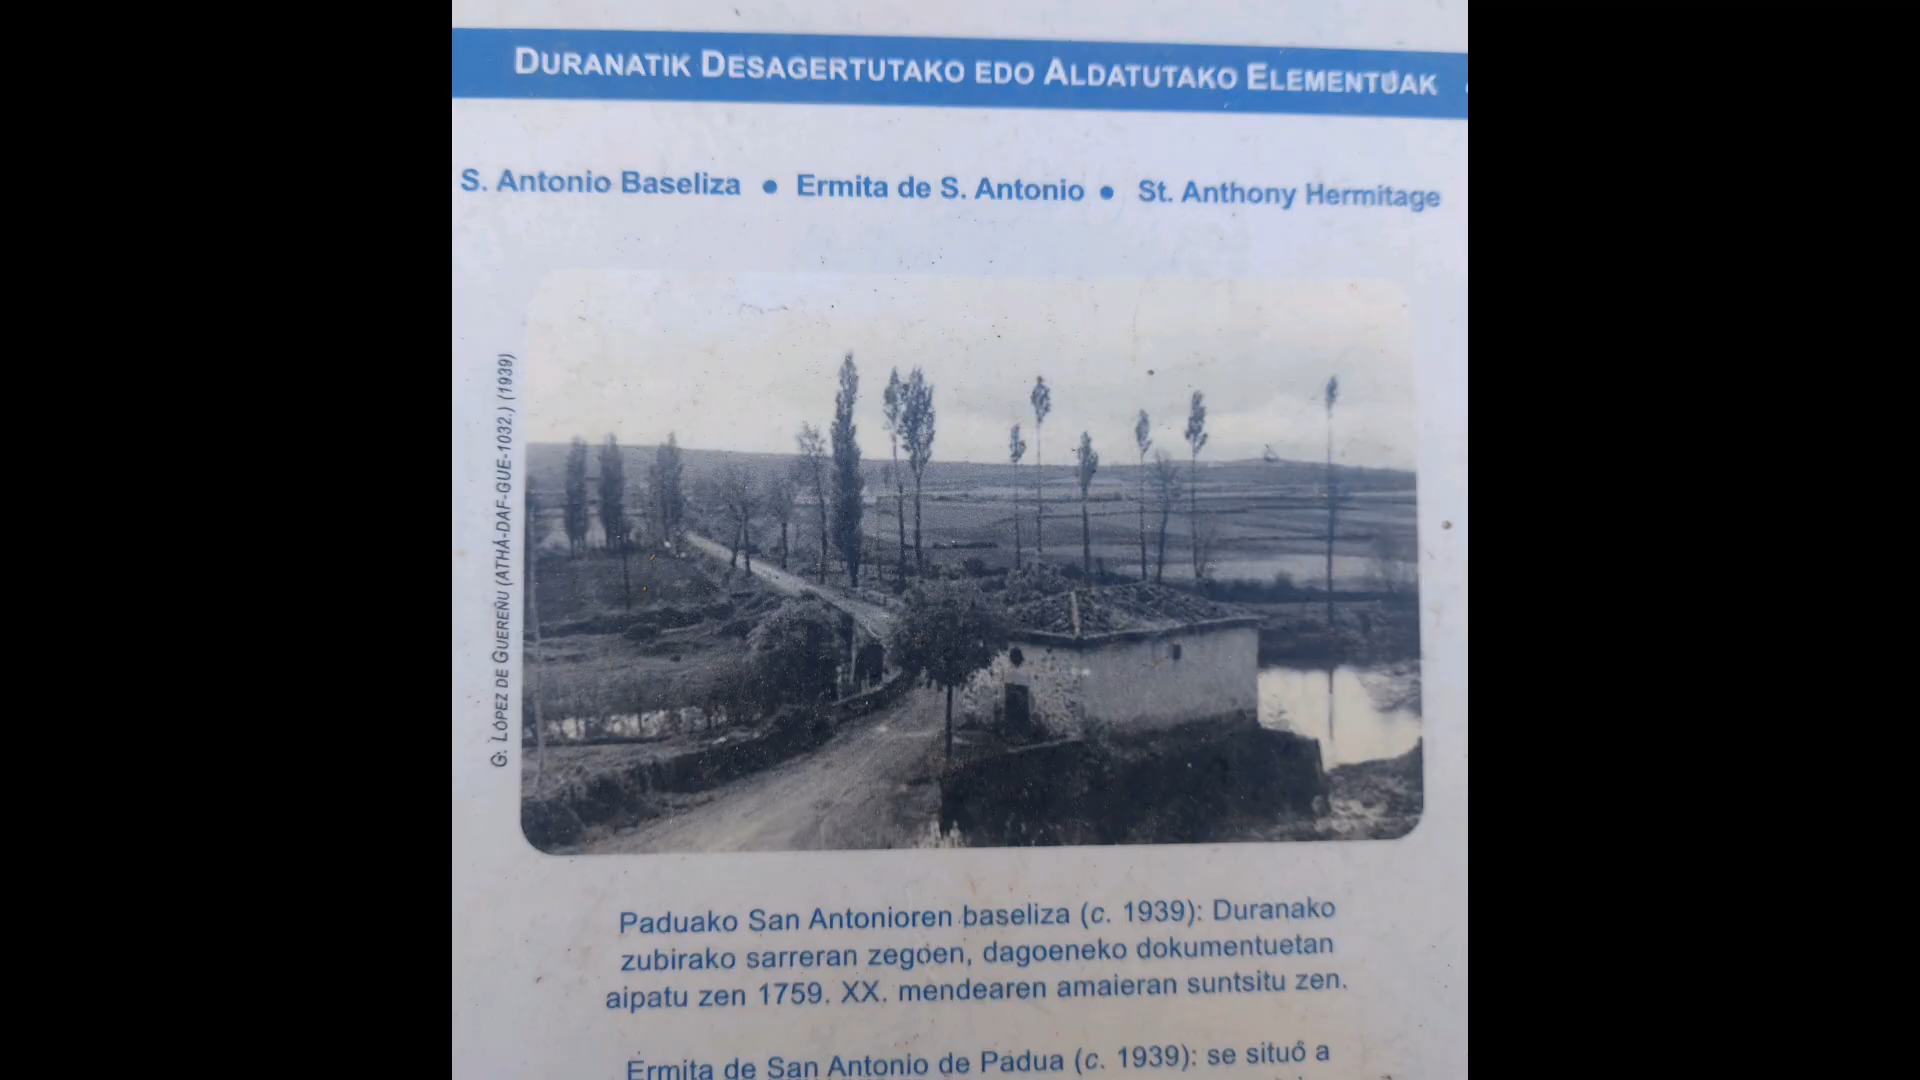 DURANATIK DESAGERTUTAKO EDO ALDATUTAKO ELEMENTUAK
S. Antonio Baseliza • Ermita de S. Antonio • St. Anthony Hermitage
G. LÓPEZ DE GUEREÑU (ATHA-DAF-GUE-1032.) (1939)
Paduako San Antonioren baseliza (c. 1939): Duranako
zubirako sarreran zegoen, dagoeneko dokumentuetan
aipatu zen 1759. XX. mendearen amaieran suntsitu zen.
Ermita de San Antonio de Padua (c. 1939): se situó a